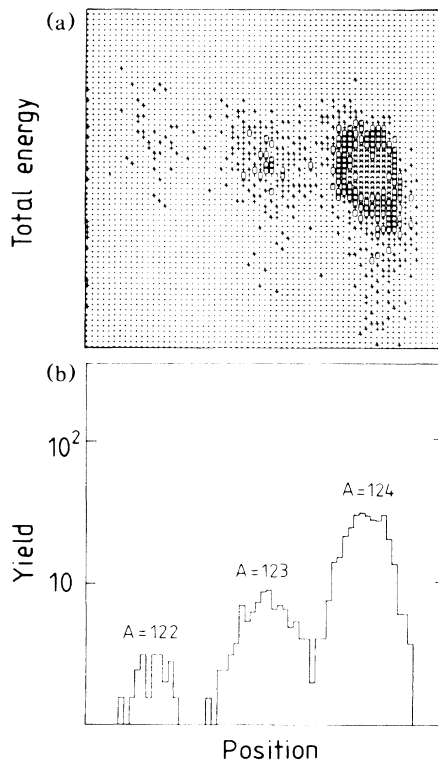 (a)
Total energy
(b)
10²
10
Yield
A=122
A=123
A=124
Position